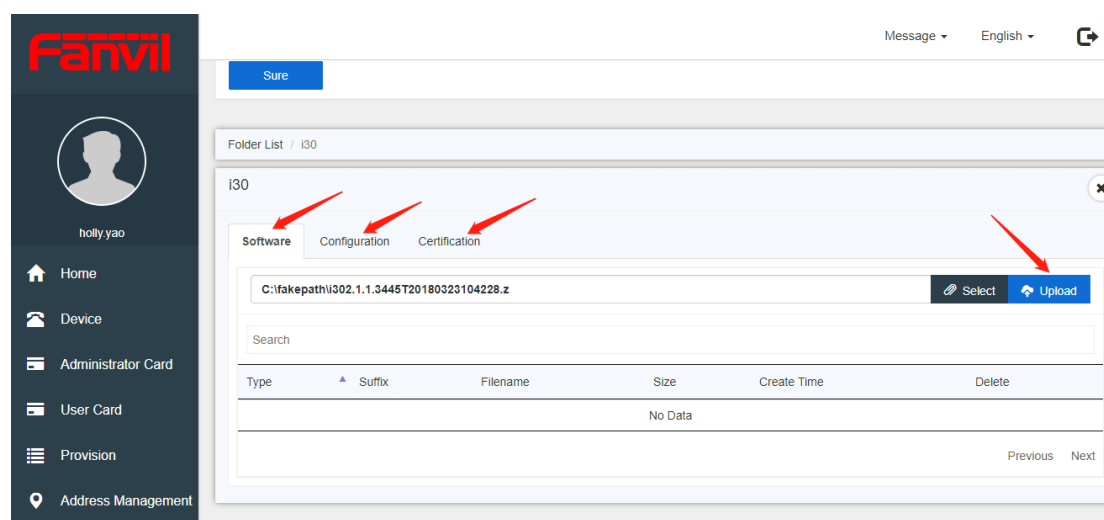 Fanvil
Message English
Sure
Folder List / i30
i30
holly.yao
Software Configuration Certification
Home
C:\fakepath\i302.1.1.3445T20180323104228.z Select Upload
Device
Search
Administrator Card
Type Suffix Filename Size Create Time Delete
User Card
No Data
Provision
Previous Next
Address Management